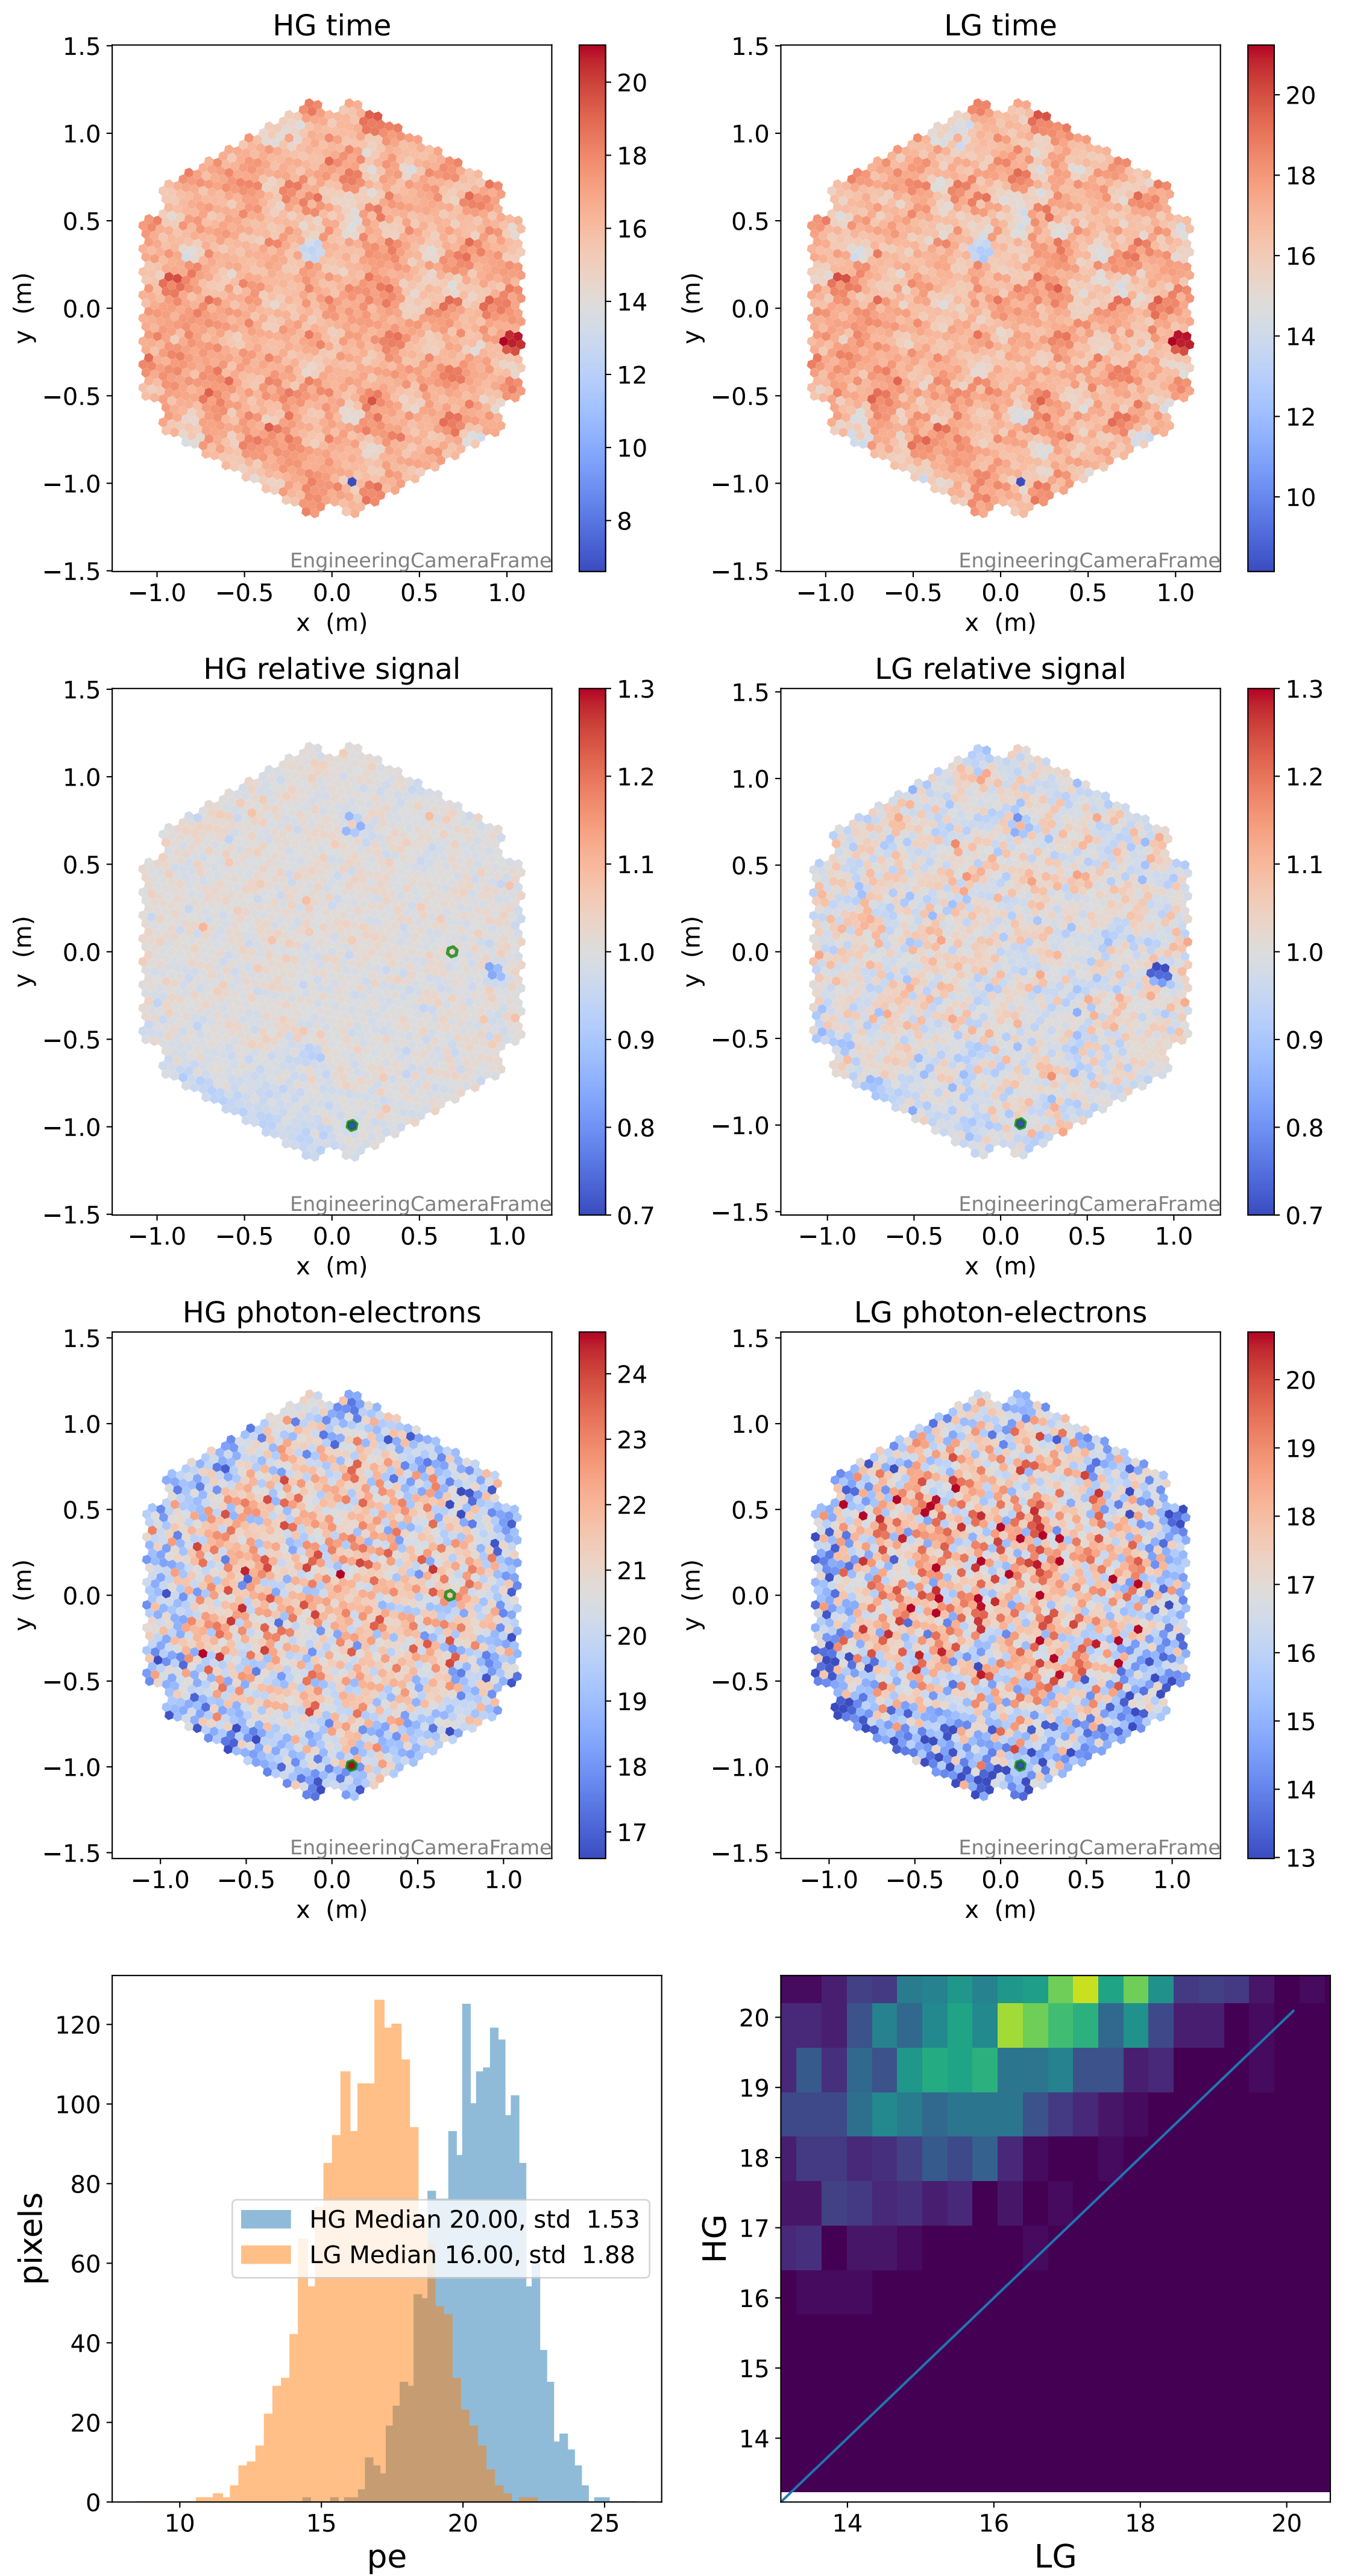 HG time
LG time
1.5
1.0
0.5
0.0
−0.5
−1.0
−1.5
y (m)
−1.0 −0.5 0.0 0.5 1.0
x (m)
EngineeringCameraFrame
20
18
16
14
12
10
8
1.5
1.0
0.5
0.0
−0.5
−1.0
−1.5
y (m)
−1.0 −0.5 0.0 0.5 1.0
x (m)
EngineeringCameraFrame
20
18
16
14
12
10
HG relative signal
LG relative signal
1.5
1.0
0.5
0.0
−0.5
−1.0
−1.5
y (m)
−1.0 −0.5 0.0 0.5 1.0
x (m)
EngineeringCameraFrame
1.3
1.2
1.1
1.0
0.9
0.8
0.7
1.5
1.0
0.5
0.0
−0.5
−1.0
−1.5
y (m)
−1.0 −0.5 0.0 0.5 1.0
x (m)
EngineeringCameraFrame
1.3
1.2
1.1
1.0
0.9
0.8
0.7
HG photon-electrons
LG photon-electrons
1.5
1.0
0.5
0.0
−0.5
−1.0
−1.5
y (m)
−1.0 −0.5 0.0 0.5 1.0
x (m)
EngineeringCameraFrame
24
23
22
21
20
19
18
17
1.5
1.0
0.5
0.0
−0.5
−1.0
−1.5
y (m)
−1.0 −0.5 0.0 0.5 1.0
x (m)
EngineeringCameraFrame
20
19
18
17
16
15
14
13
120
100
80
60
40
20
0
pixels
HG Median 20.00, std 1.53
LG Median 16.00, std 1.88
10 15 20 25
pe
20
19
18
17
16
15
14
HG
14 16 18 20
LG